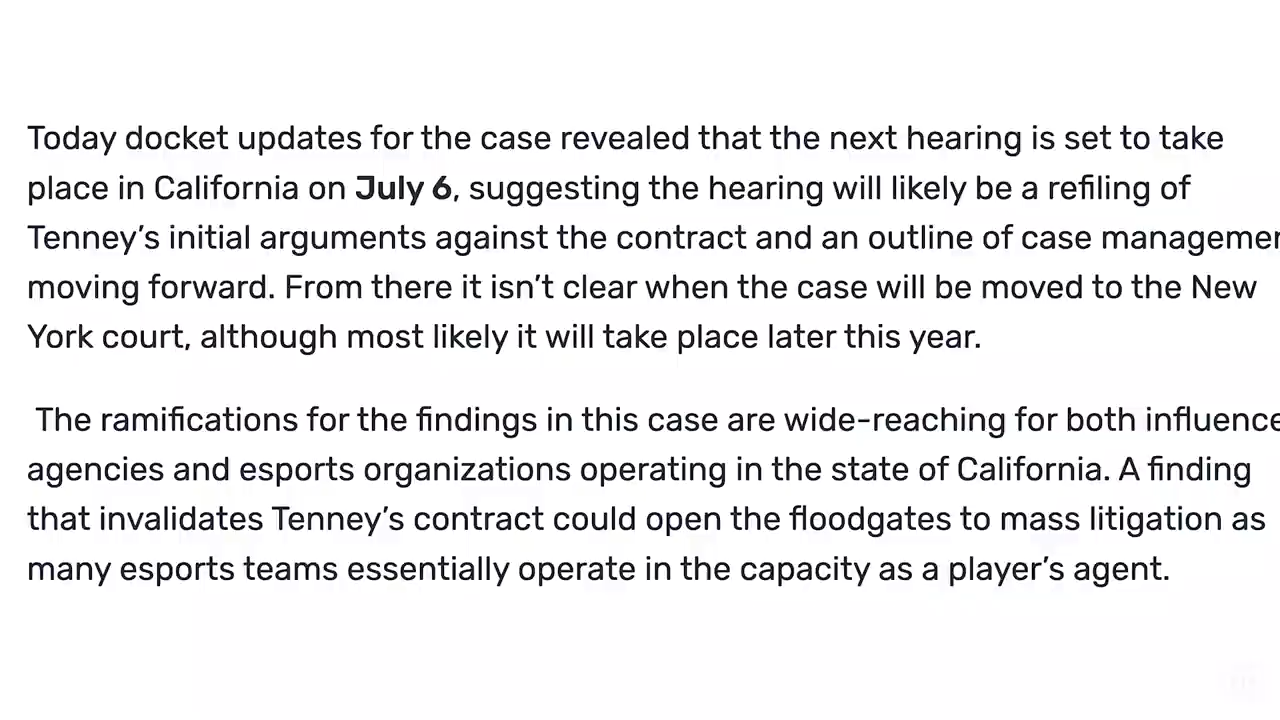 Today docket updates for the case revealed that the next hearing is set to take
place in California on July 6, suggesting the hearing will likely be a refiling of
Tenney’s initial arguments against the contract and an outline of case managemen
moving forward. From there it isn’t clear when the case will be moved to the New
York court, although most likely it will take place later this year.
The ramifications for the findings in this case are wide-reaching for both influence
agencies and esports organizations operating in the state of California. A finding
that invalidates Tenney’s contract could open the floodgates to mass litigation as
many esports teams essentially operate in the capacity as a player’s agent.